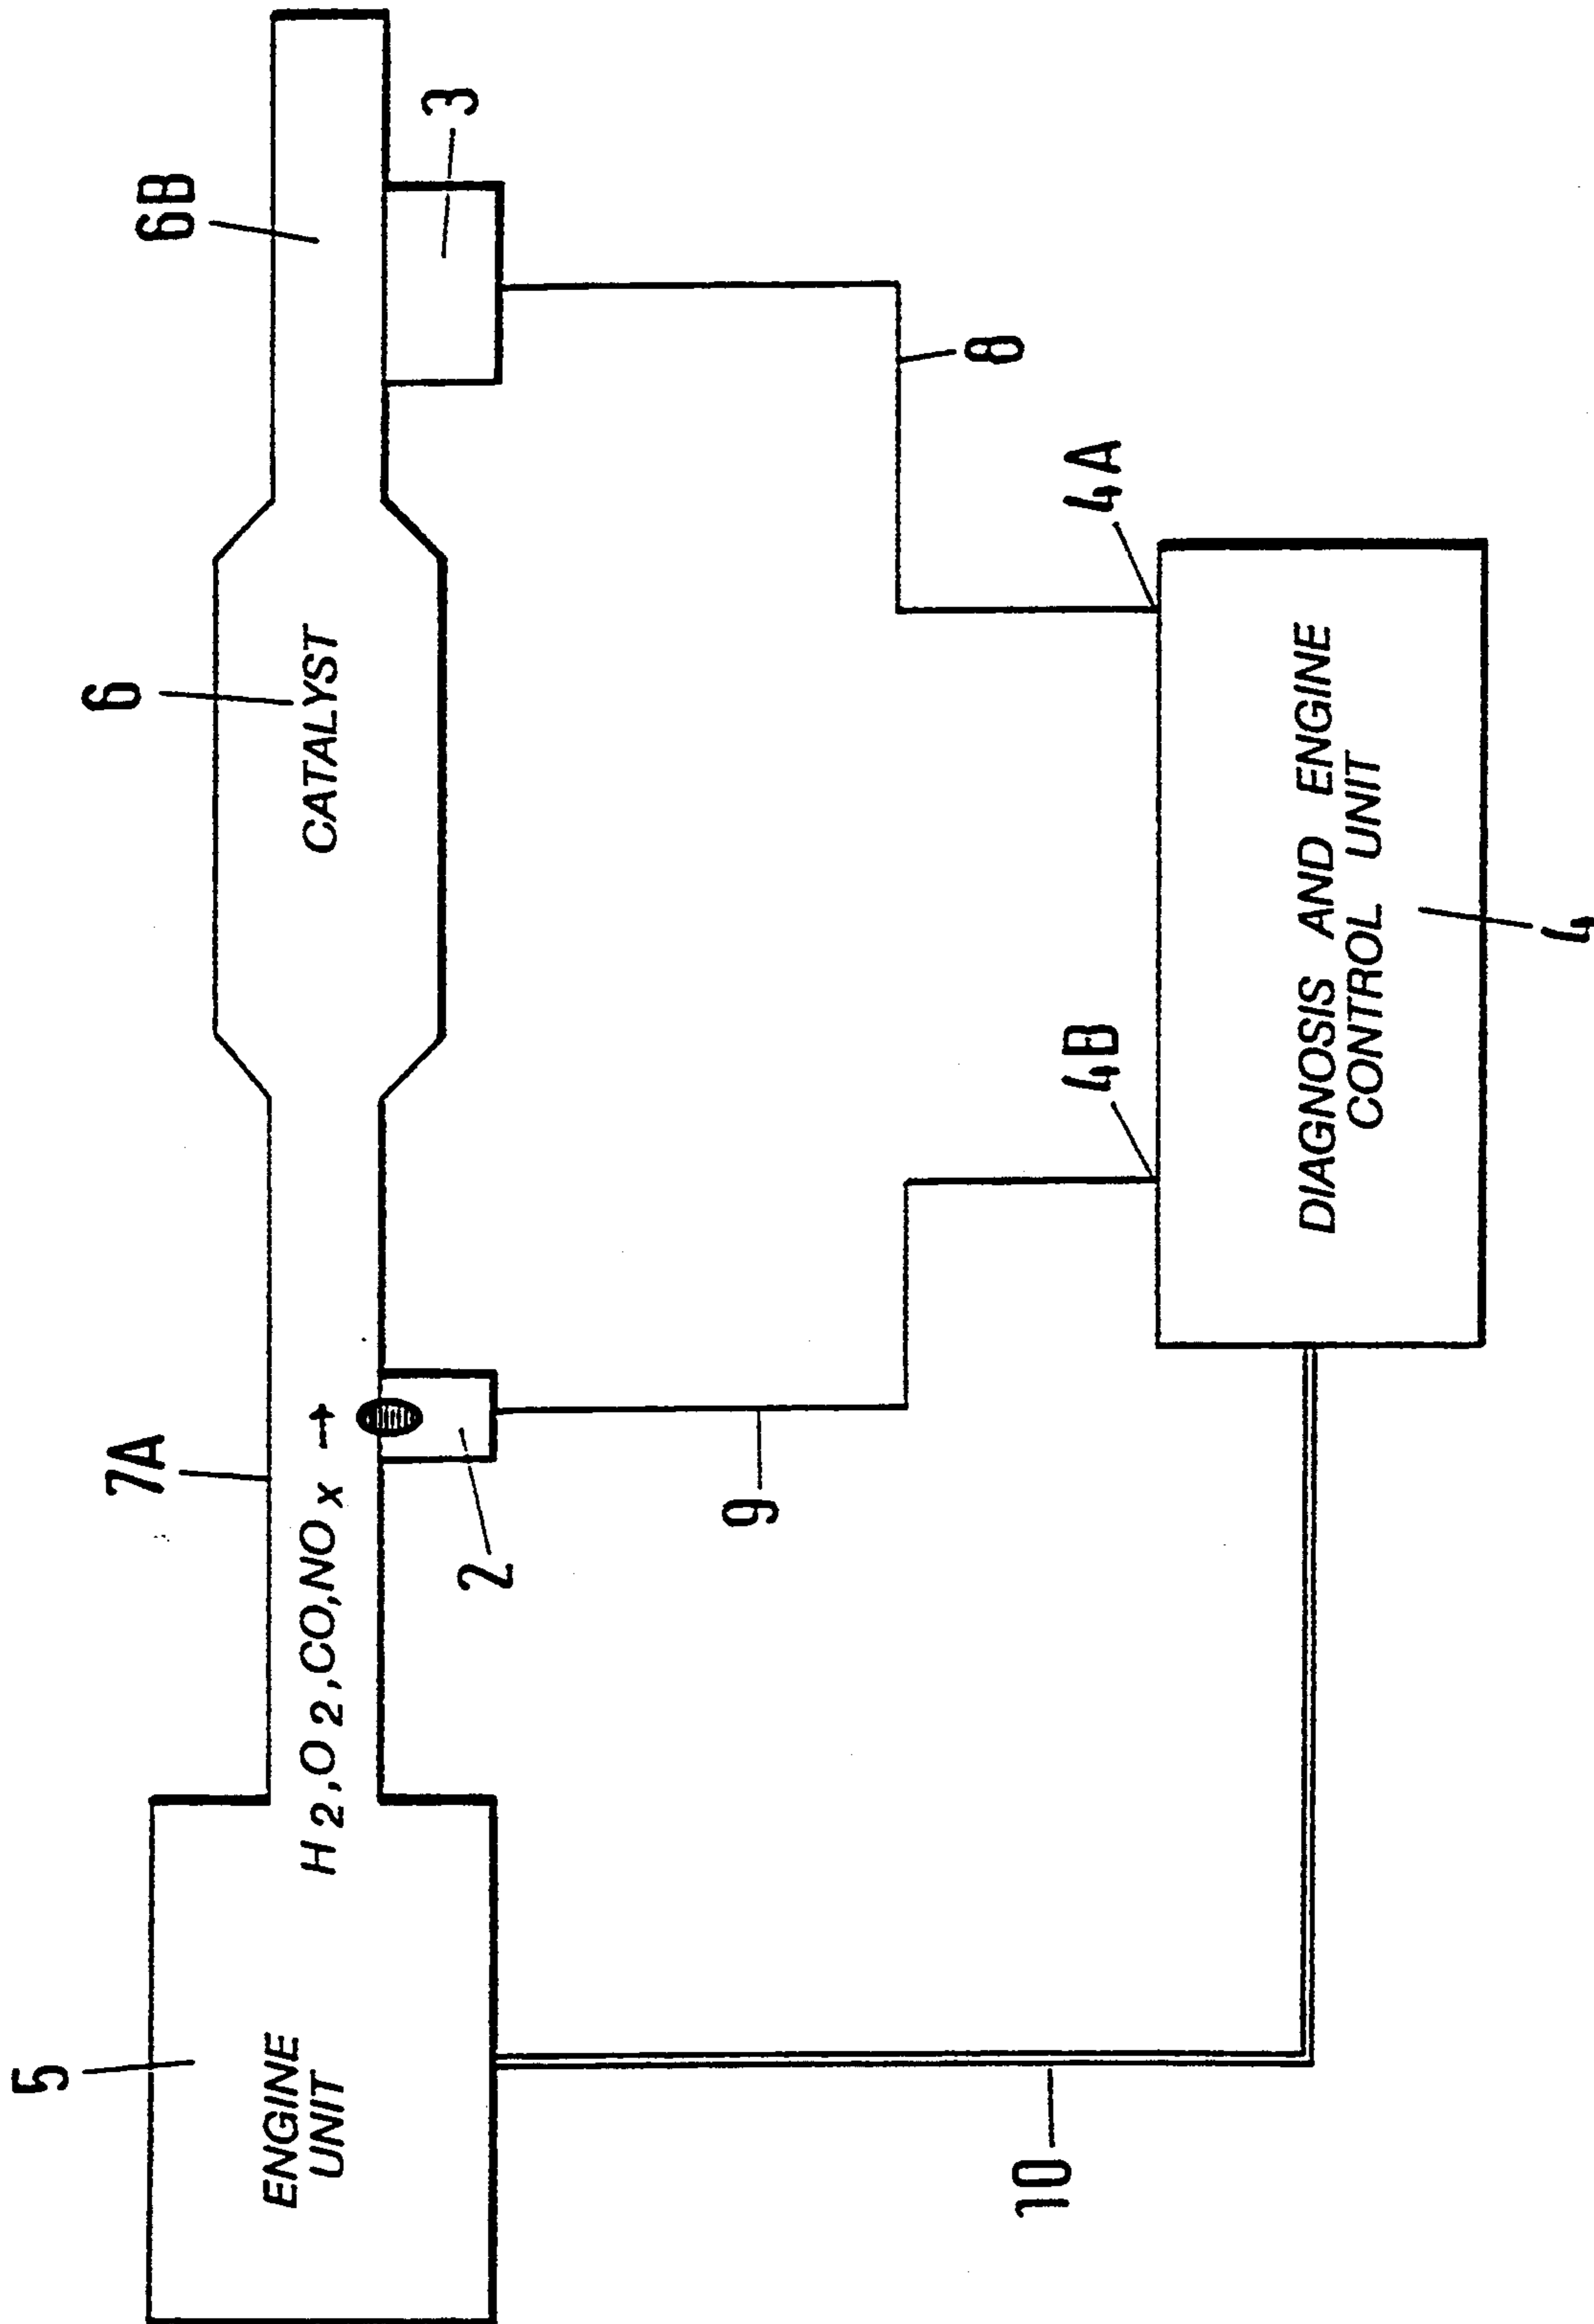 5
ENGINE
UNIT
H2,O2,CO,NOx →
7A
2
9
6
CATALYST
6B
3
8
4A
4B
DIAGNOSIS AND ENGINE
CONTROL UNIT
4
10